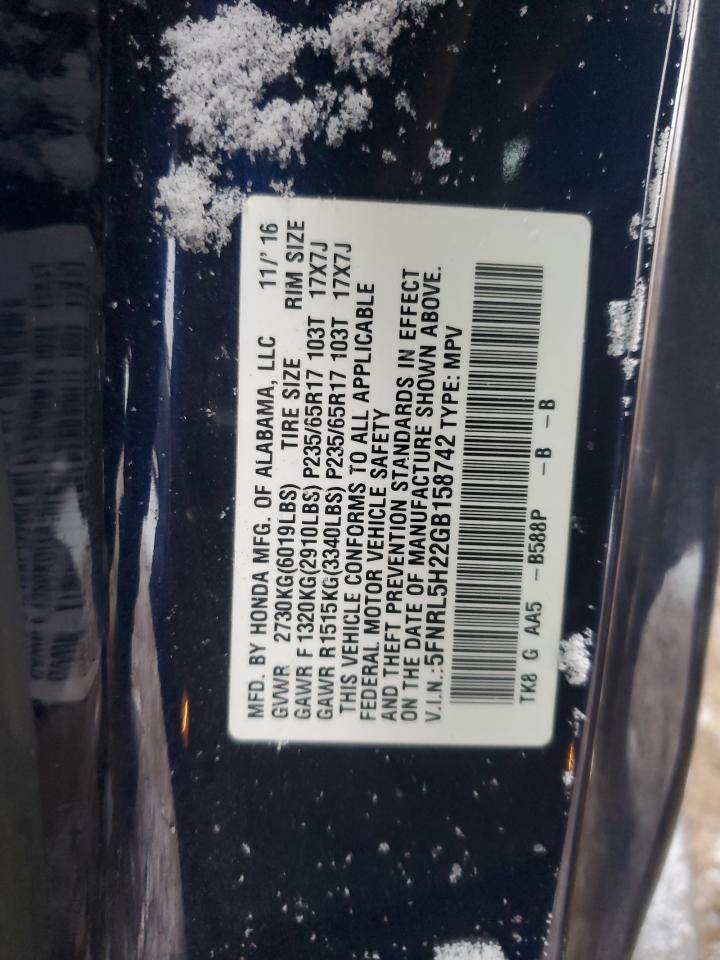 MFD. BY HONDA MFG. OF ALABAMA, LLC 11/' 16
GVWR 2730KG(6019LBS) TIRE SIZE RIM SIZE
GAWR F 1320KG(2910LBS) P235/65R17 103T 17X7J
GAWR R1515KG(3340LBS) P235/65R17 103T 17X7J
THIS VEHICLE CONFORMS TO ALL APPLICABLE
FEDERAL MOTOR VEHICLE SAFETY
AND THEFT PREVENTION STANDARDS IN EFFECT
ON THE DATE OF MANUFACTURE SHOWN ABOVE.
V.I.N.:5FNRL5H22GB158742 TYPE: MPV
TK8 G AA5 -B588P -B -B